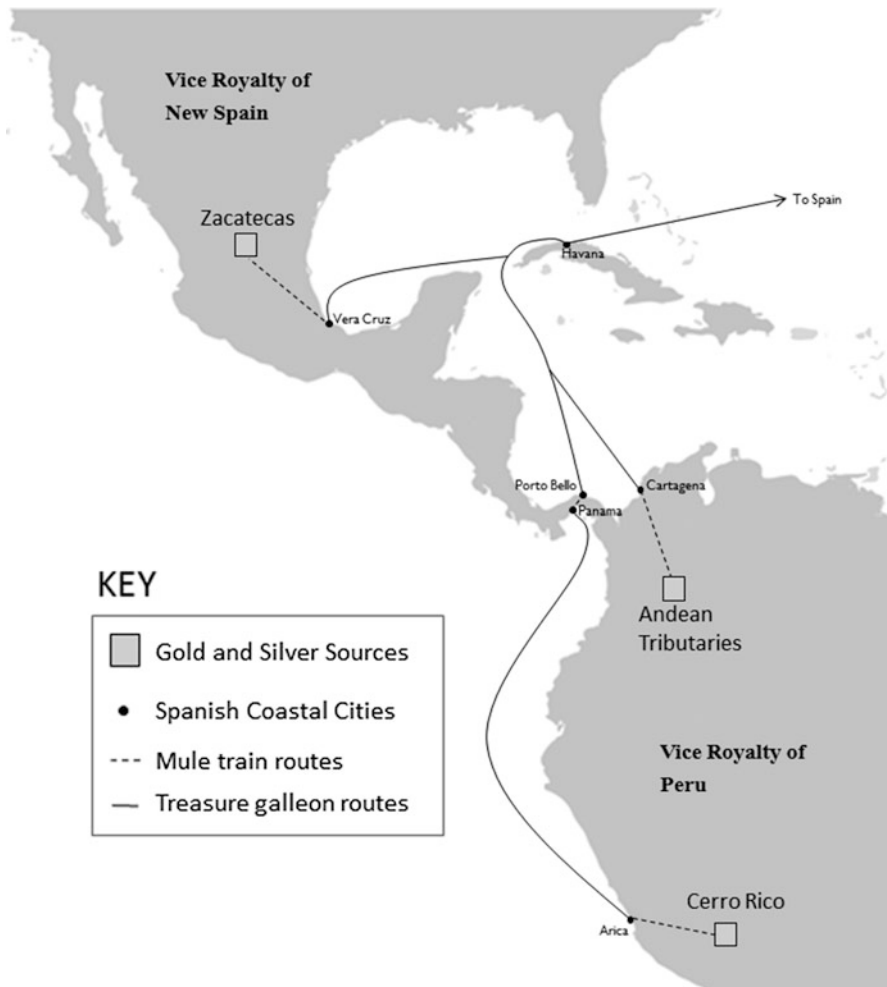 Vice Royalty of
New Spain
Zacatecas
To Spain
Havana
Vera Cruz
Porto Bello
Cartagena
Panama
KEY
Gold and Silver Sources
Spanish Coastal Cities
Mule train routes
Treasure galleon routes
Andean
Tributaries
Vice Royalty of
Peru
Cerro Rico
Arica